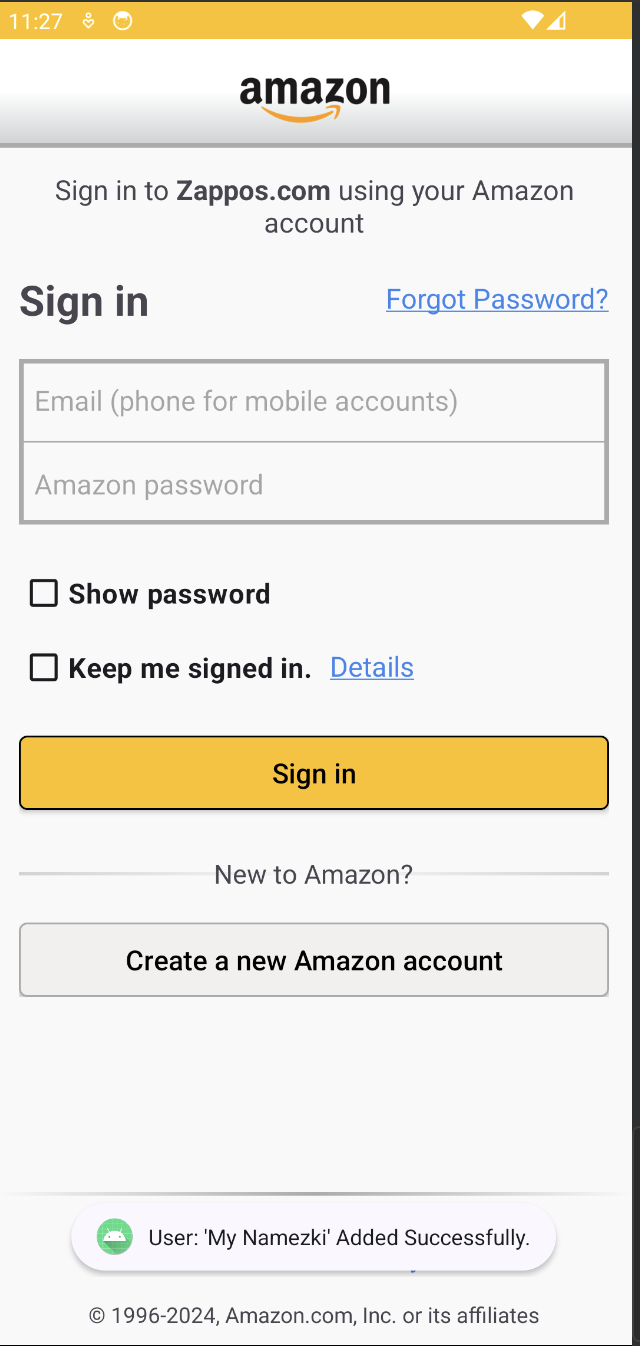 11:27
amazon
Sign in to Zappos.com using your Amazon
account
Sign in
Forgot Password?
Email (phone for mobile accounts)
Amazon password
Show password
Keep me signed in. Details
Sign in
New to Amazon?
Create a new Amazon account
User: 'My Namezki' Added Successfully.
© 1996-2024, Amazon.com, Inc. or its affiliates